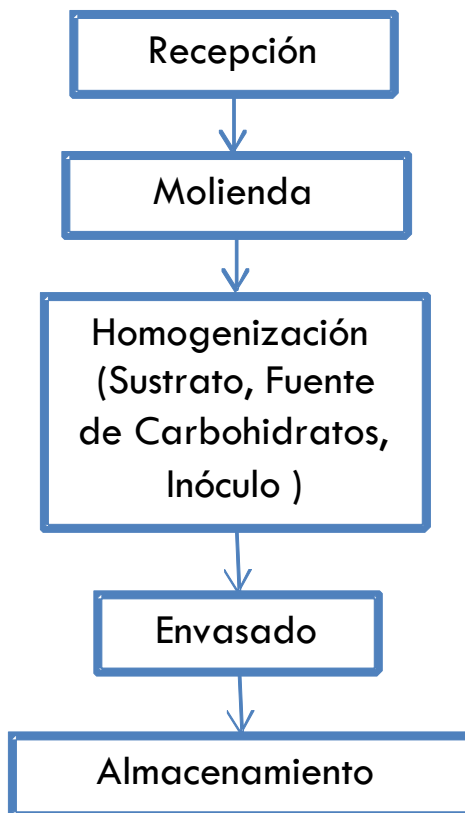 Recepción
Molienda
Homogenización
(Sustrato, Fuente
de Carbohidratos,
Inóculo )
Envasado
Almacenamiento